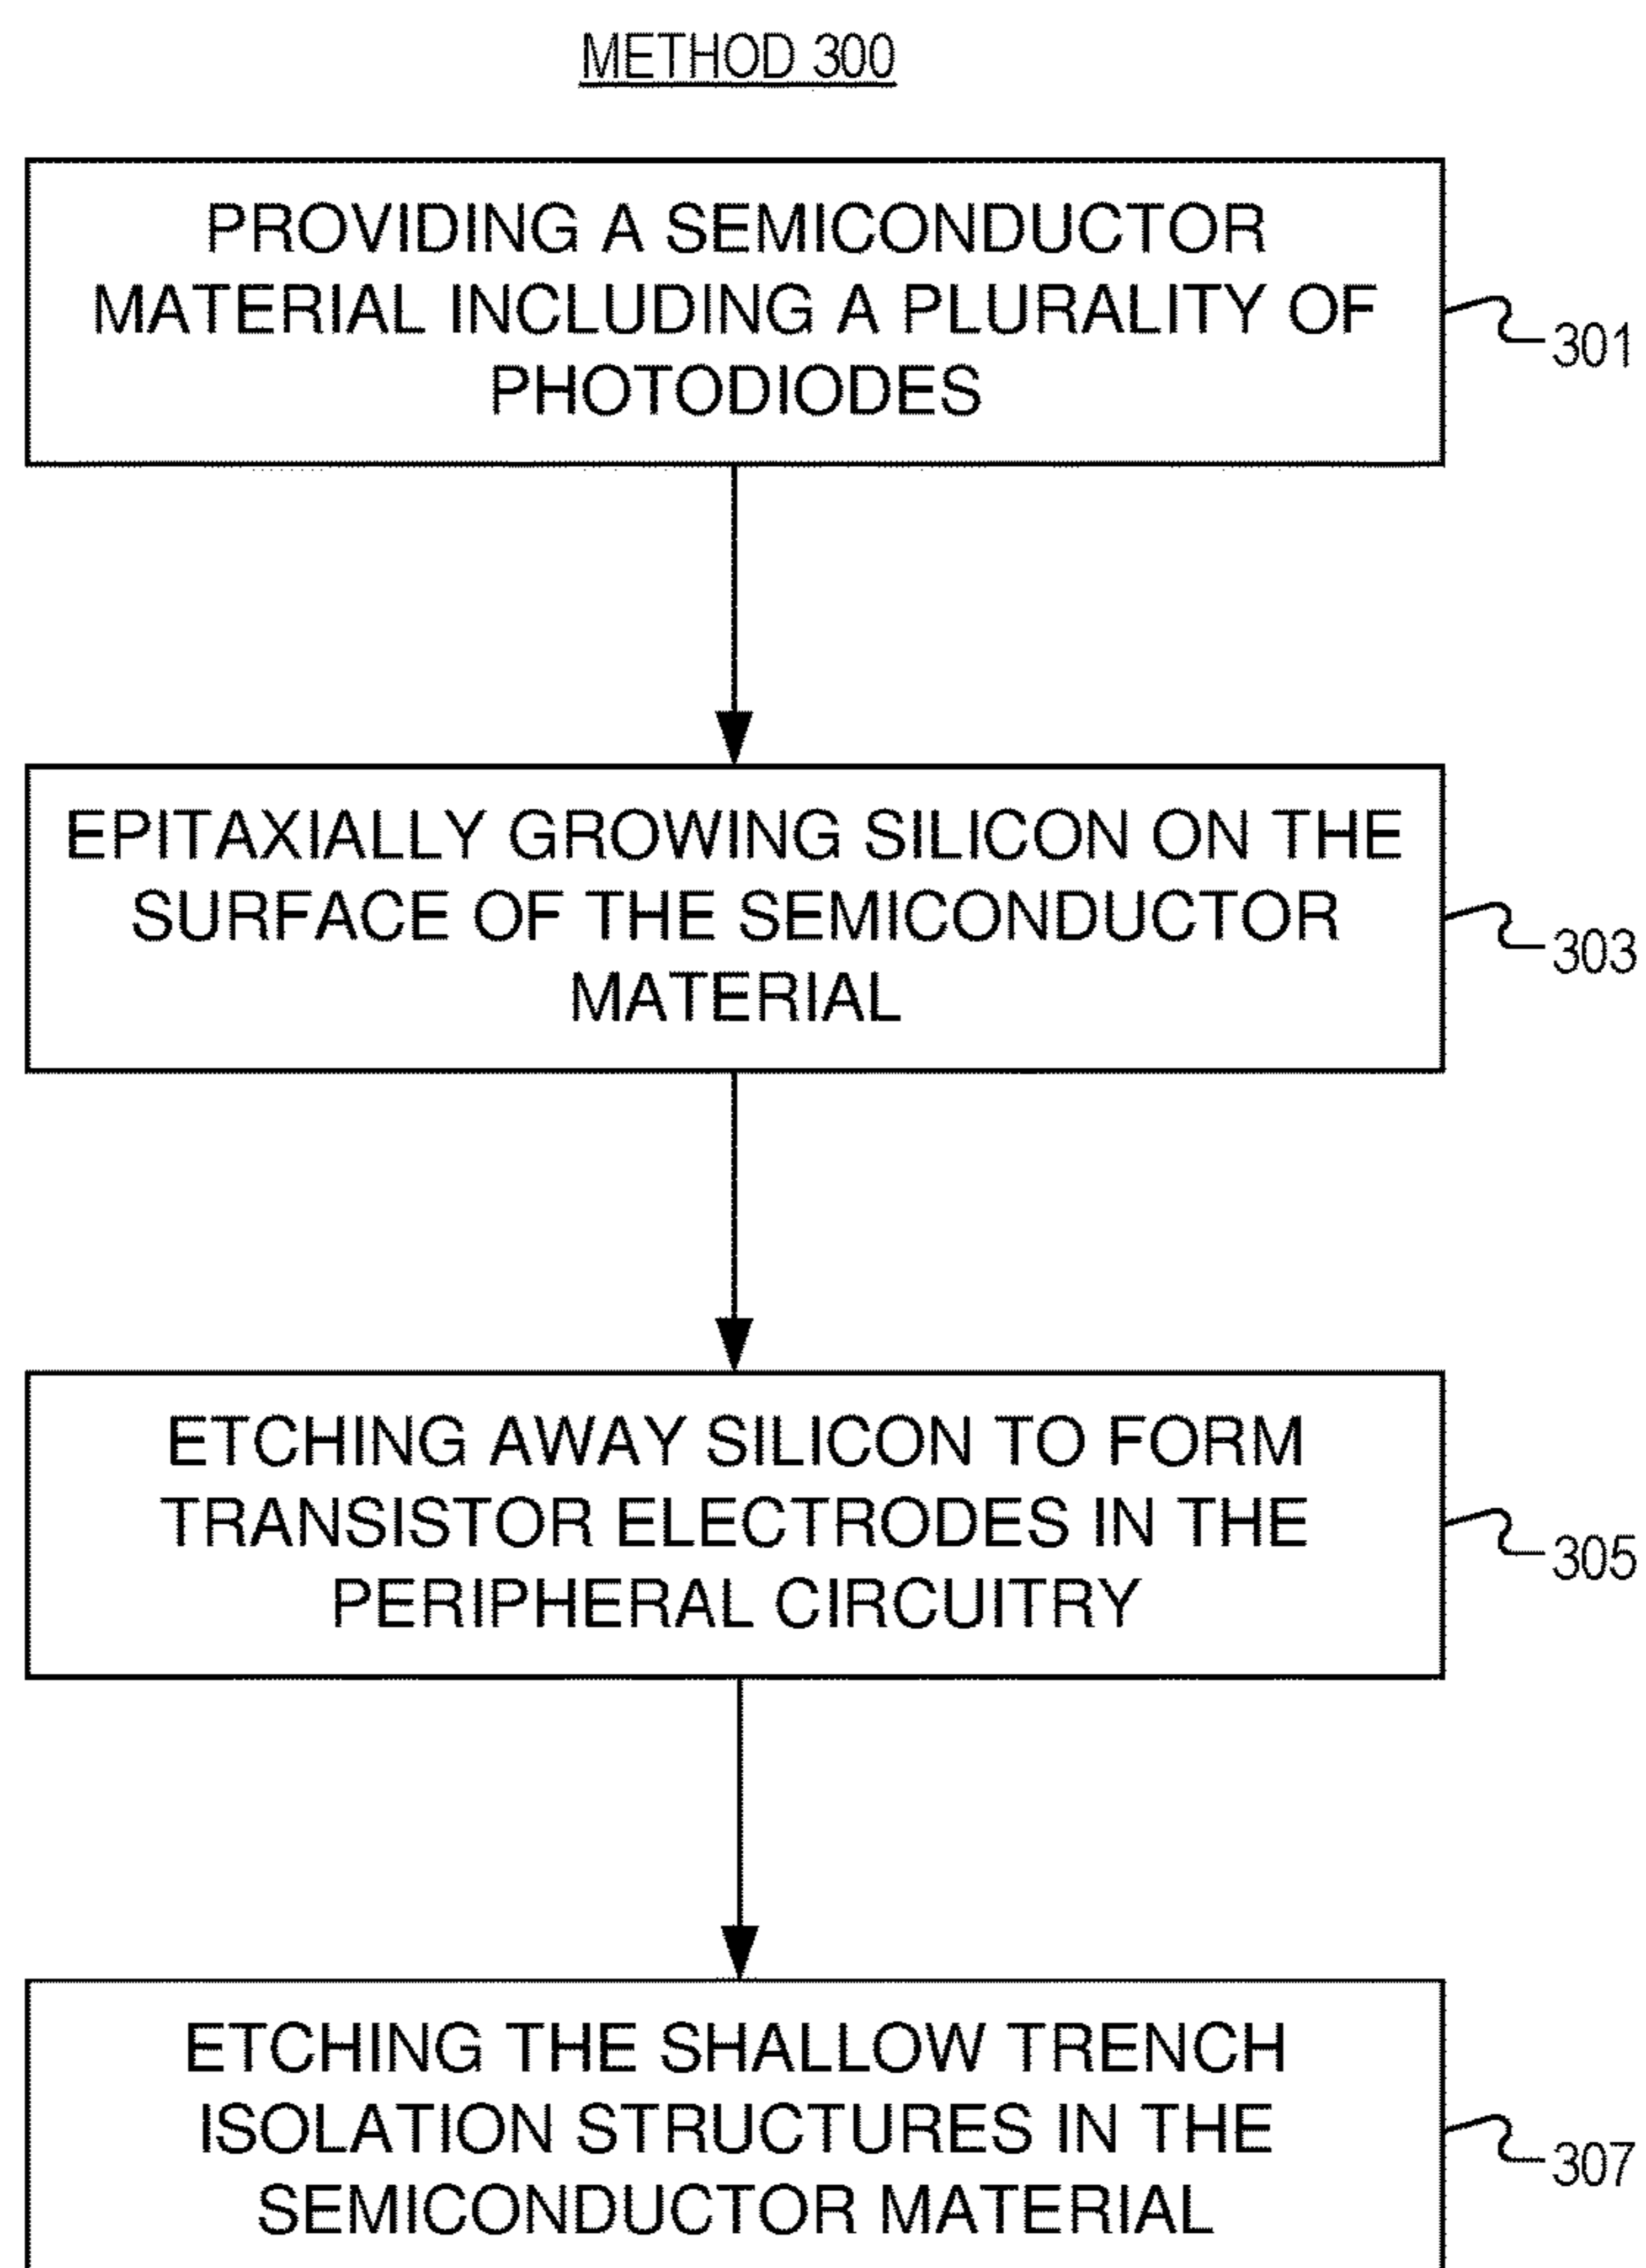 METHOD 300
PROVIDING A SEMICONDUCTOR
MATERIAL INCLUDING A PLURALITY OF
PHOTODIODES
301
EPITAXIALLY GROWING SILICON ON THE
SURFACE OF THE SEMICONDUCTOR
MATERIAL
303
ETCHING AWAY SILICON TO FORM
TRANSISTOR ELECTRODES IN THE
PERIPHERAL CIRCUITRY
305
ETCHING THE SHALLOW TRENCH
ISOLATION STRUCTURES IN THE
SEMICONDUCTOR MATERIAL
307